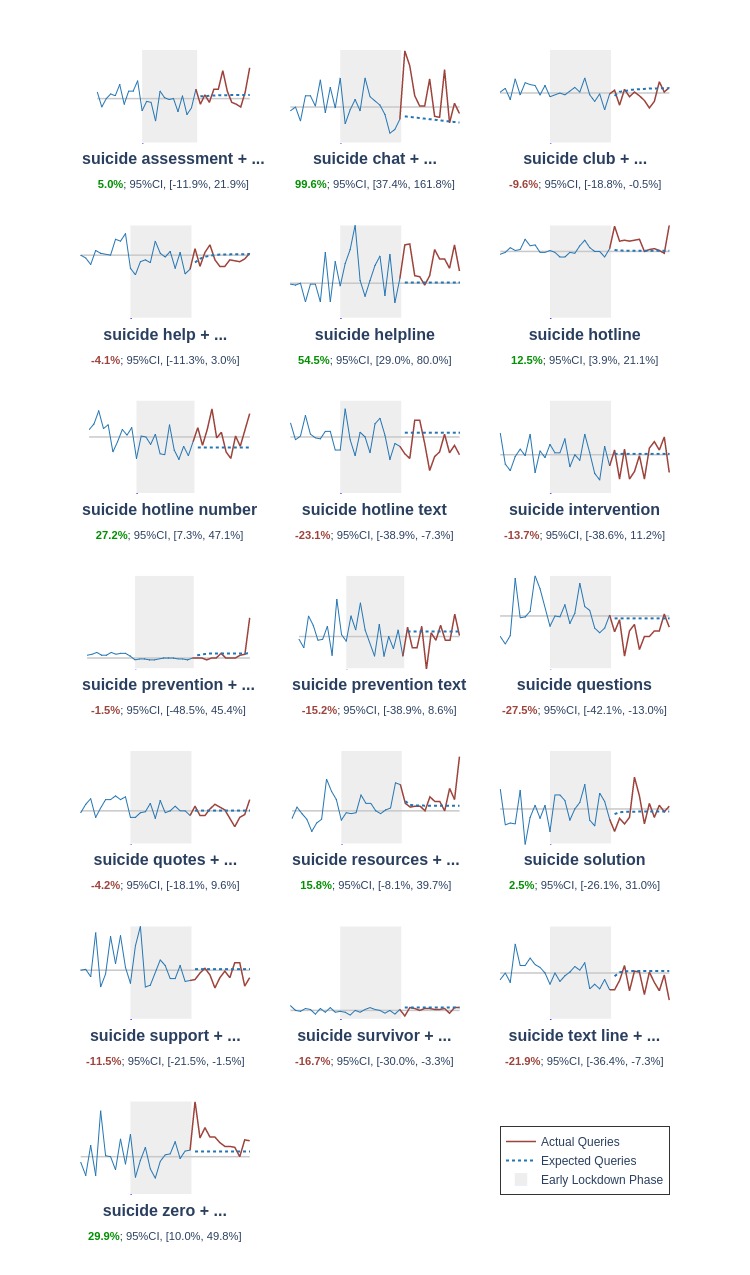 suicide assessment + ...
5.0%; 95%CI, [-11.9%, 21.9%]
suicide chat + ...
99.6%; 95%CI, [37.4%, 161.8%]
suicide club + ...
-9.6%; 95%CI, [-18.8%, -0.5%]
suicide help + ...
-4.1%; 95%CI, [-11.3%, 3.0%]
suicide helpline
54.5%; 95%CI, [29.0%, 80.0%]
suicide hotline
12.5%; 95%CI, [3.9%, 21.1%]
suicide hotline number
27.2%; 95%CI, [7.3%, 47.1%]
suicide hotline text
-23.1%; 95%CI, [-38.9%, -7.3%]
suicide intervention
-13.7%; 95%CI, [-38.6%, 11.2%]
suicide prevention + ...
-1.5%; 95%CI, [-48.5%, 45.4%]
suicide prevention text
-15.2%; 95%CI, [-38.9%, 8.6%]
suicide questions
-27.5%; 95%CI, [-42.1%, -13.0%]
suicide quotes + ...
-4.2%; 95%CI, [-18.1%, 9.6%]
suicide resources + ...
15.8%; 95%CI, [-8.1%, 39.7%]
suicide solution
2.5%; 95%CI, [-26.1%, 31.0%]
suicide support + ...
-11.5%; 95%CI, [-21.5%, -1.5%]
suicide survivor + ...
-16.7%; 95%CI, [-30.0%, -3.3%]
suicide text line + ...
-21.9%; 95%CI, [-36.4%, -7.3%]
suicide zero + ...
29.9%; 95%CI, [10.0%, 49.8%]
Actual Queries
Expected Queries
Early Lockdown Phase